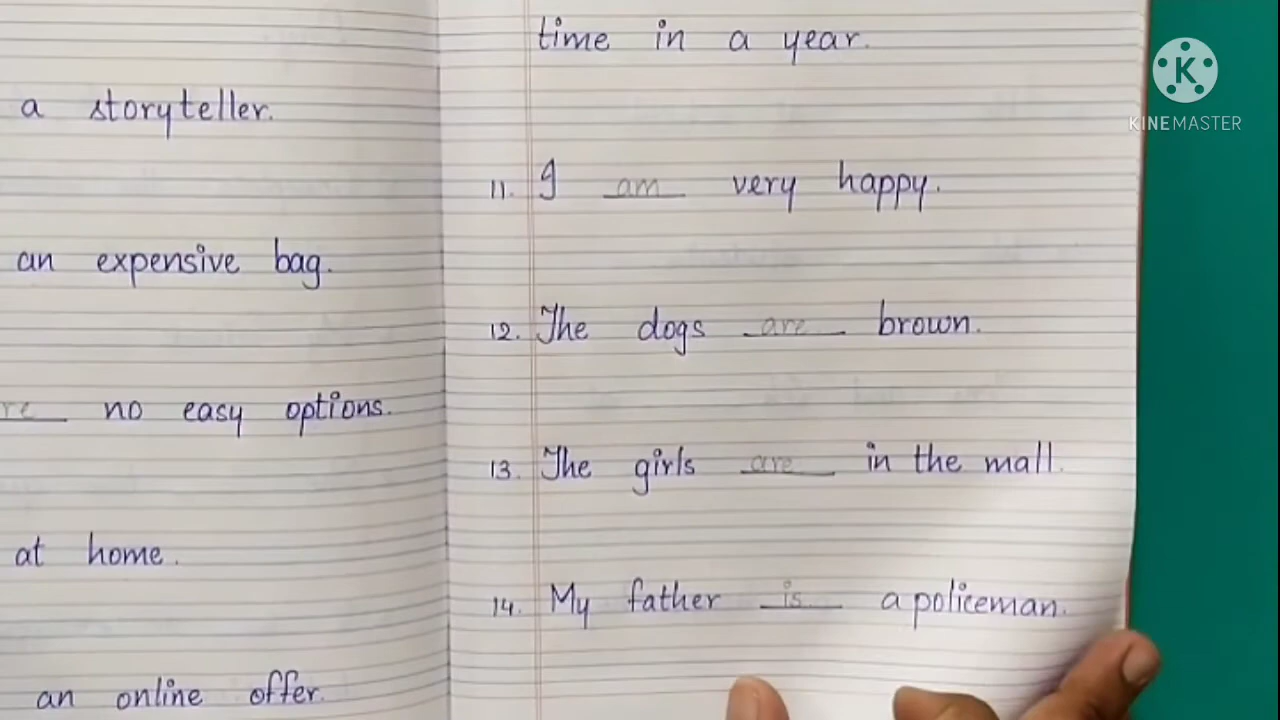 a storyteller.
an expensive bag.
re no easy options.
at home.
an online offer.
time in a year.
11. I am very happy.
12. The dogs are brown.
13. The girls are in the mall.
14. My father is a policeman.
K
KINEMASTER